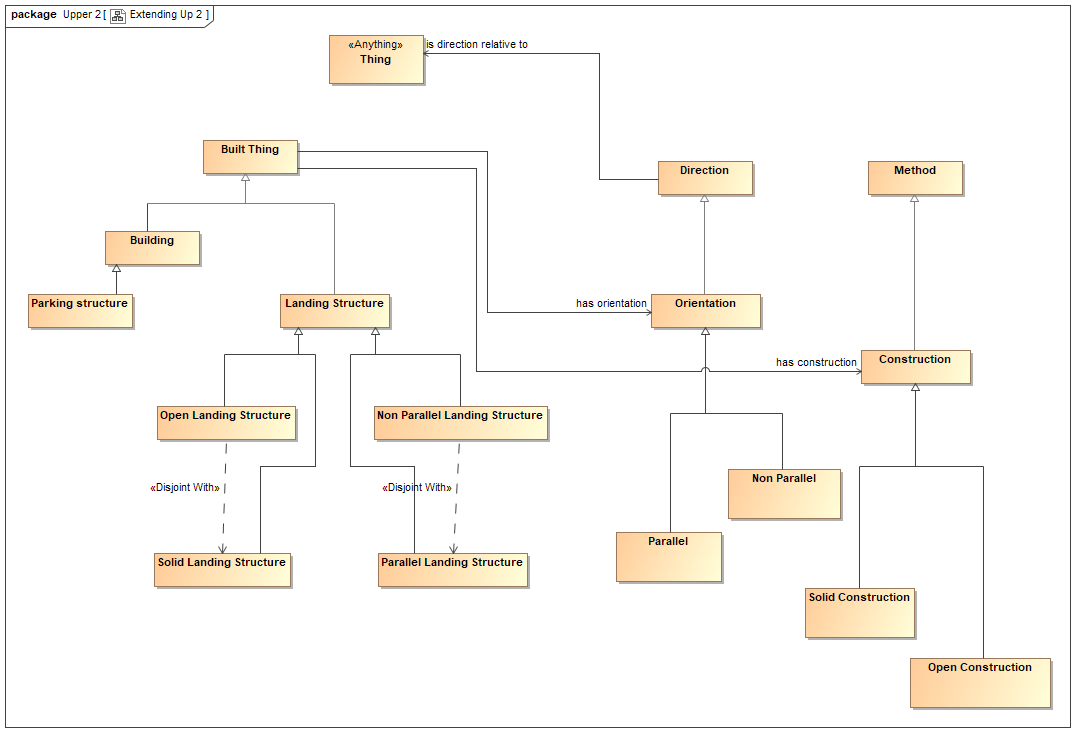 package Upper 2 [ Extending Up 2 ]
«Anything»
Thing
is direction relative to
Built Thing
Direction
Method
Building
Parking structure
Landing Structure
has orientation
Orientation
has construction
Construction
Open Landing Structure
Non Parallel Landing Structure
«Disjoint With»
«Disjoint With»
Non Parallel
Parallel
Solid Landing Structure
Parallel Landing Structure
Solid Construction
Open Construction